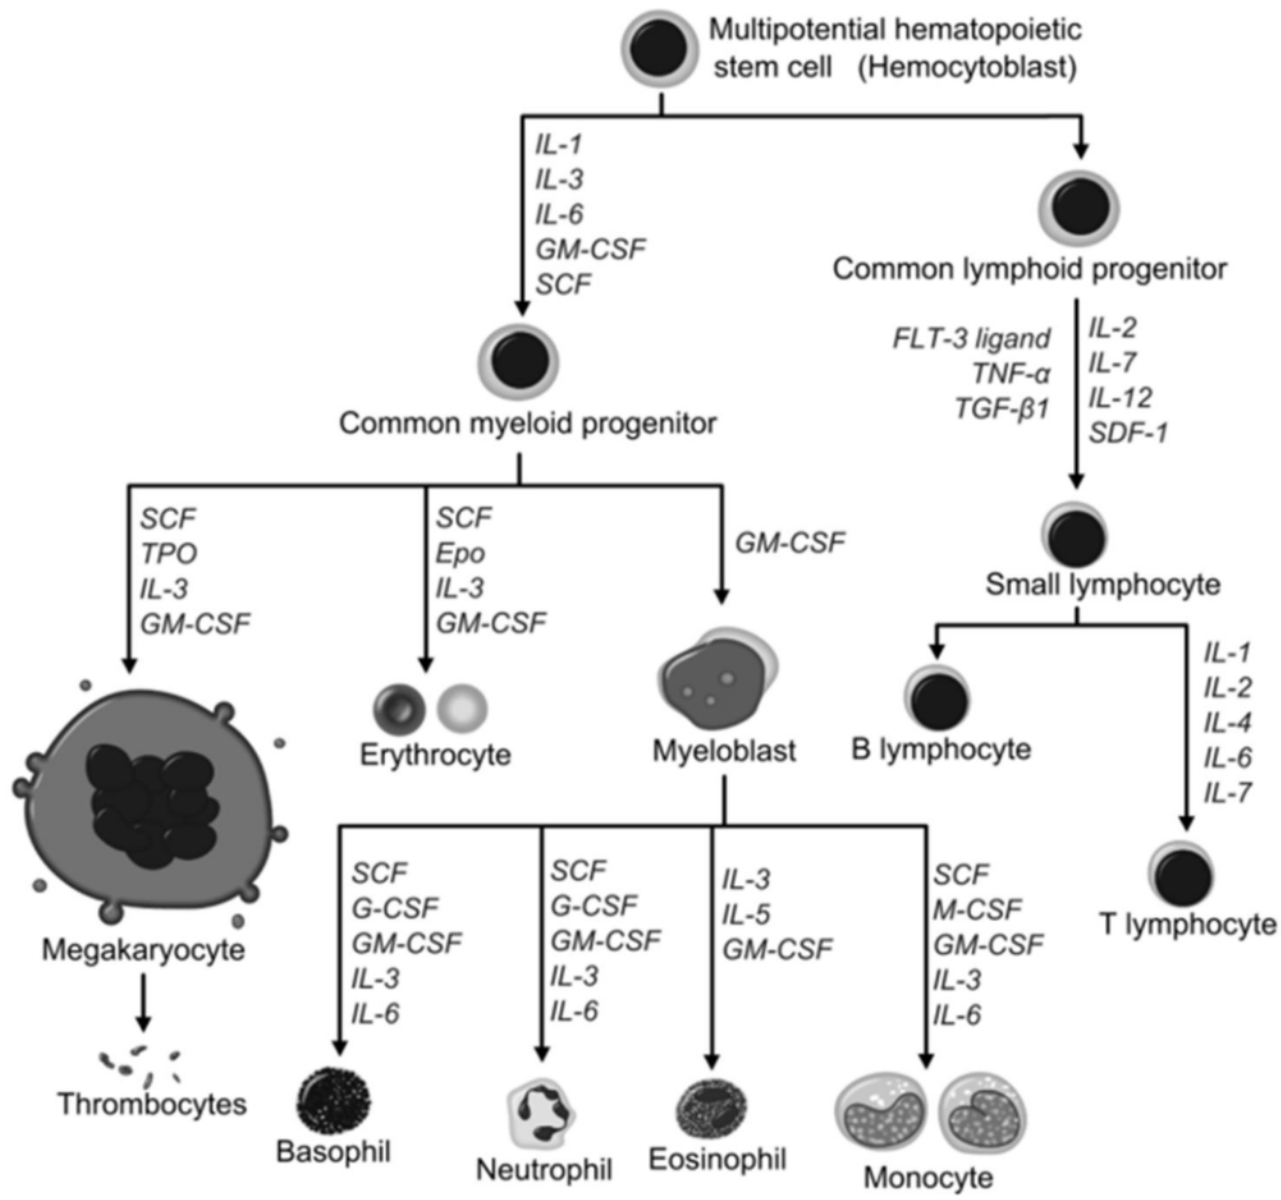 Multipotential hematopoietic
stem cell (Hemocytoblast)
IL-1
IL-3
IL-6
GM-CSF
SCF
Common lymphoid progenitor
FLT-3 ligand
TNF-α
TGF-β1
IL-2
IL-7
IL-12
SDF-1
Common myeloid progenitor
SCF
TPO
IL-3
GM-CSF
SCF
Epo
IL-3
GM-CSF
GM-CSF
Small lymphocyte
Megakaryocyte
Erythrocyte
Myeloblast
B lymphocyte
IL-1
IL-2
IL-4
IL-6
IL-7
T lymphocyte
SCF
G-CSF
GM-CSF
IL-3
IL-6
SCF
G-CSF
GM-CSF
IL-3
IL-6
IL-3
IL-5
GM-CSF
SCF
M-CSF
GM-CSF
IL-3
IL-6
Thrombocytes
Basophil
Neutrophil
Eosinophil
Monocyte